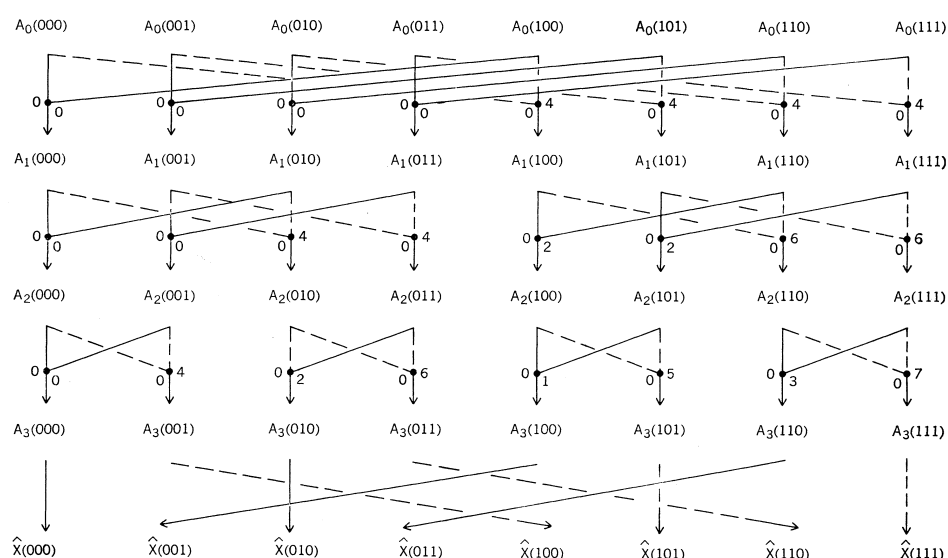 A₀(000) A₀(001) A₀(010) A₀(011) A₀(100) A₀(101) A₀(110) A₀(111)
0 0 0 0 0 0 0 0 0 4 0 4 0 4 0 4
A₁(000) A₁(001) A₁(010) A₁(011) A₁(100) A₁(101) A₁(110) A₁(111)
0 0 0 0 0 4 0 4 0 2 0 2 0 6 0 6
A₂(000) A₂(001) A₂(010) A₂(011) A₂(100) A₂(101) A₂(110) A₂(111)
0 0 0 4 0 2 0 6 0 1 0 5 0 3 0 7
A₃(000) A₃(001) A₃(010) A₃(011) A₃(100) A₃(101) A₃(110) A₃(111)
X̂(000) X̂(001) X̂(010) X̂(011) X̂(100) X̂(101) X̂(110) X̂(111)